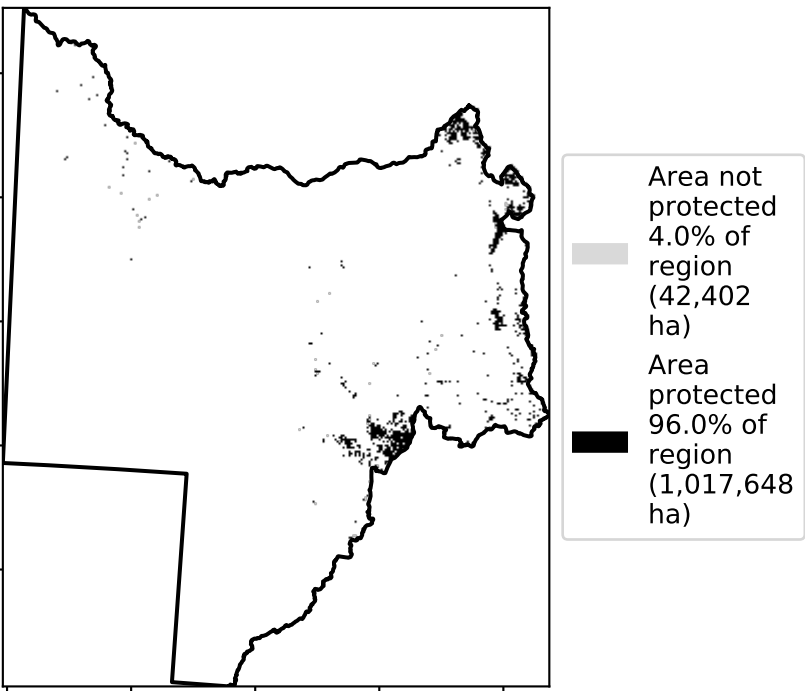 Area not
protected
4.0% of
region
(42,402
ha)
Area
protected
96.0% of
region
(1,017,648
ha)